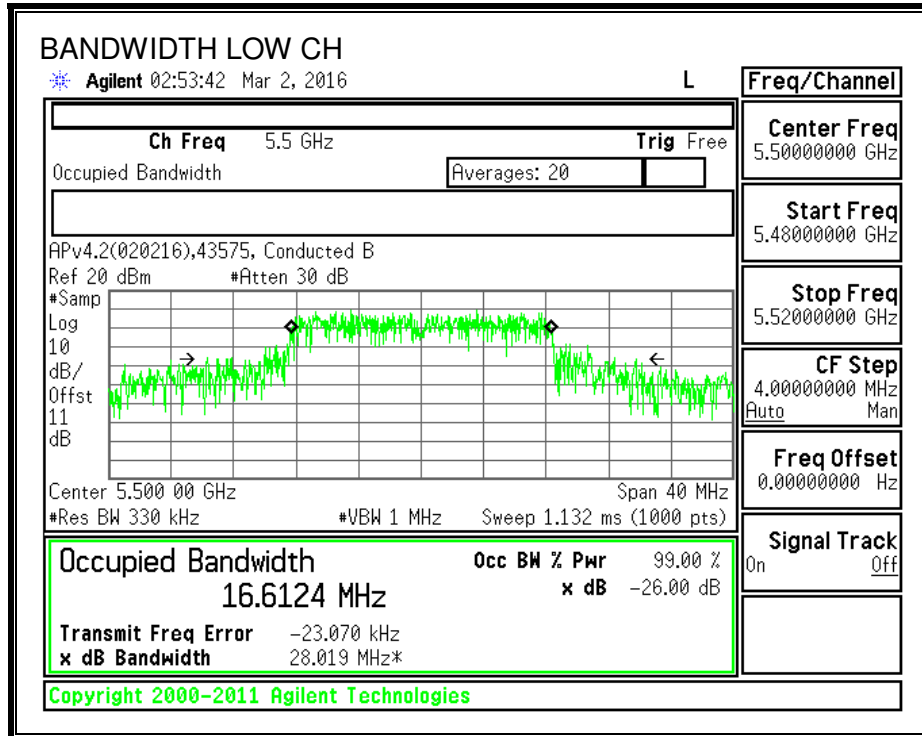 BANDWIDTH LOW CH
Agilent 02:53:42 Mar 2, 2016 L
Freq/Channel
Ch Freq 5.5 GHz Trig Free
Occupied Bandwidth Averages: 20
Center Freq
5.50000000 GHz
Start Freq
5.48000000 GHz
Stop Freq
5.52000000 GHz
CF Step
4.00000000 MHz
Auto Man
Freq Offset
0.00000000 Hz
Signal Track
On Off
APv4.2(020216),43575, Conducted B
Ref 20 dBm #Atten 30 dB
#Samp
Log
10
dB/
Offst
11
dB
Center 5.500 00 GHz Span 40 MHz
#Res BW 330 kHz #VBW 1 MHz Sweep 1.132 ms (1000 pts)
Occupied Bandwidth Occ BW % Pwr 99.00 %
16.6124 MHz x dB -26.00 dB
Transmit Freq Error -23.070 kHz
x dB Bandwidth 28.019 MHz*
Copyright 2000-2011 Agilent Technologies